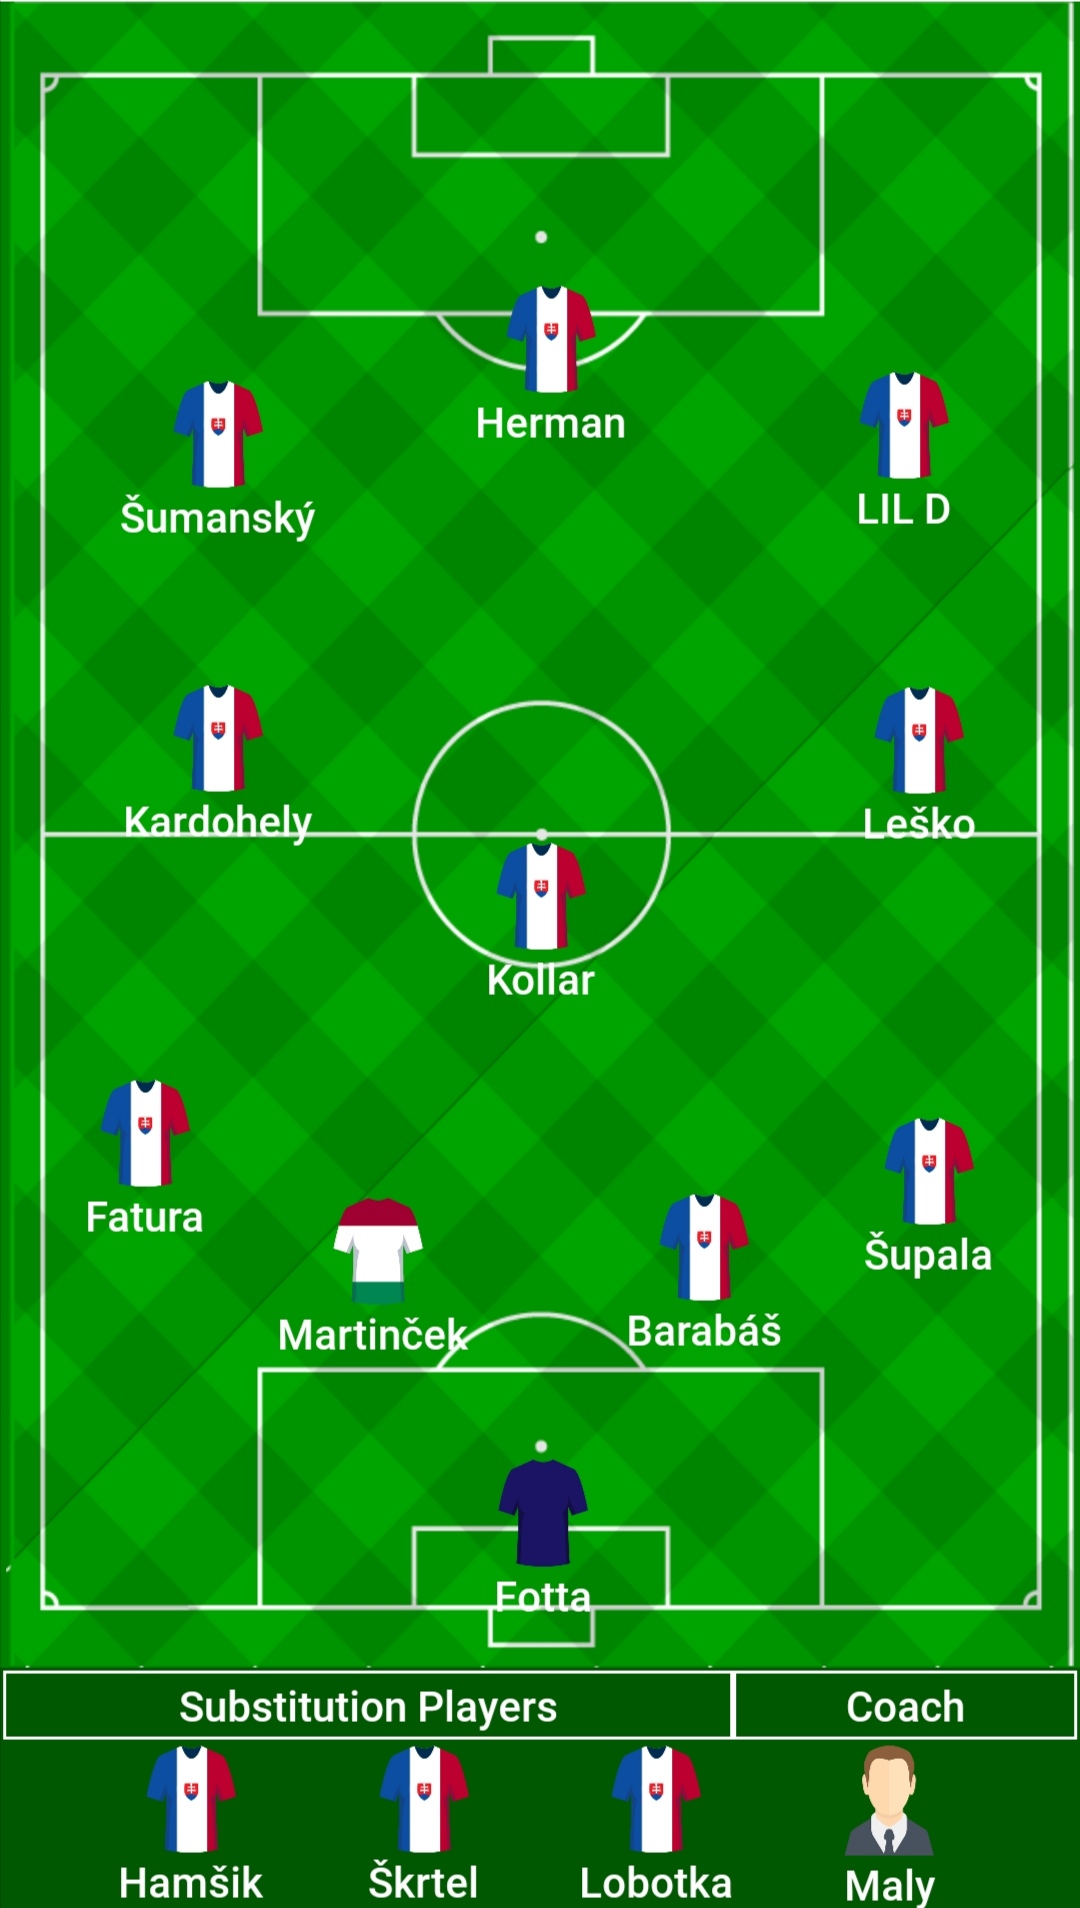 Herman
Šumanský
LIL D
Kardohely
Leško
Kollar
Fatura
Šupala
Martinček
Barabáš
Fotta
Substitution Players
Coach
Hamšik
Škrtel
Lobotka
Maly